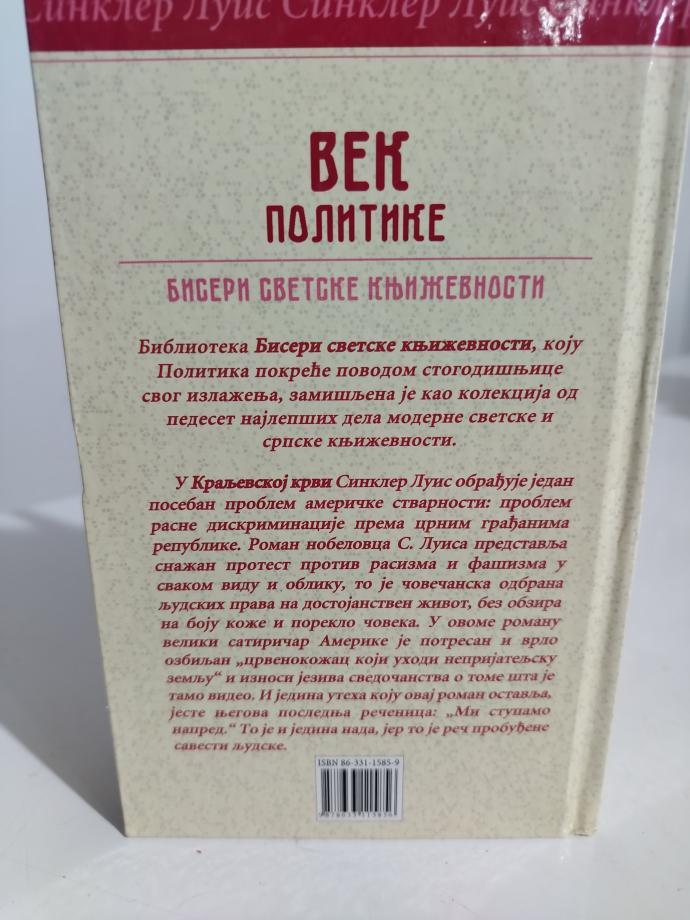 Синклер Луис Синклер Луис Синклер
ВЕК
ПОЛИТИКЕ
БИСЕРИ СВЕТСКЕ КЊИЖЕВНОСТИ
Библиотека Бисери светске књижевности, коју
Политика покреће поводом стогодишњице
свог излажења, замишљена је као колекција од
педесет најлепших дела модерне светске и
српске књижевности.
У Краљевској крви Синклер Луис обрађује један
посебан проблем америчке стварности: проблем
расне дискриминације према црним грађанима
републике. Роман нобеловца С. Луиса представља
снажан протест против расизма и фашизма у
сваком виду и облику, то је човечанска одбрана
људских права на достојанствен живот, без обзира
на боју коже и порекло човека. У овоме роману
велики сатиричар Америке је потресан и врло
озбиљан „црвенокожац који уходи непријатељску
земљу“ и износи језива сведочанства о томе шта је
тамо видео. И једина утеха коју овај роман оставља,
јесте његова последња реченица: „Ми ступамо
напред.“ То је и једина нада, јер то је реч пробуђене
савести људске.
ISBN 86-331-1585-9
9 788633 115858